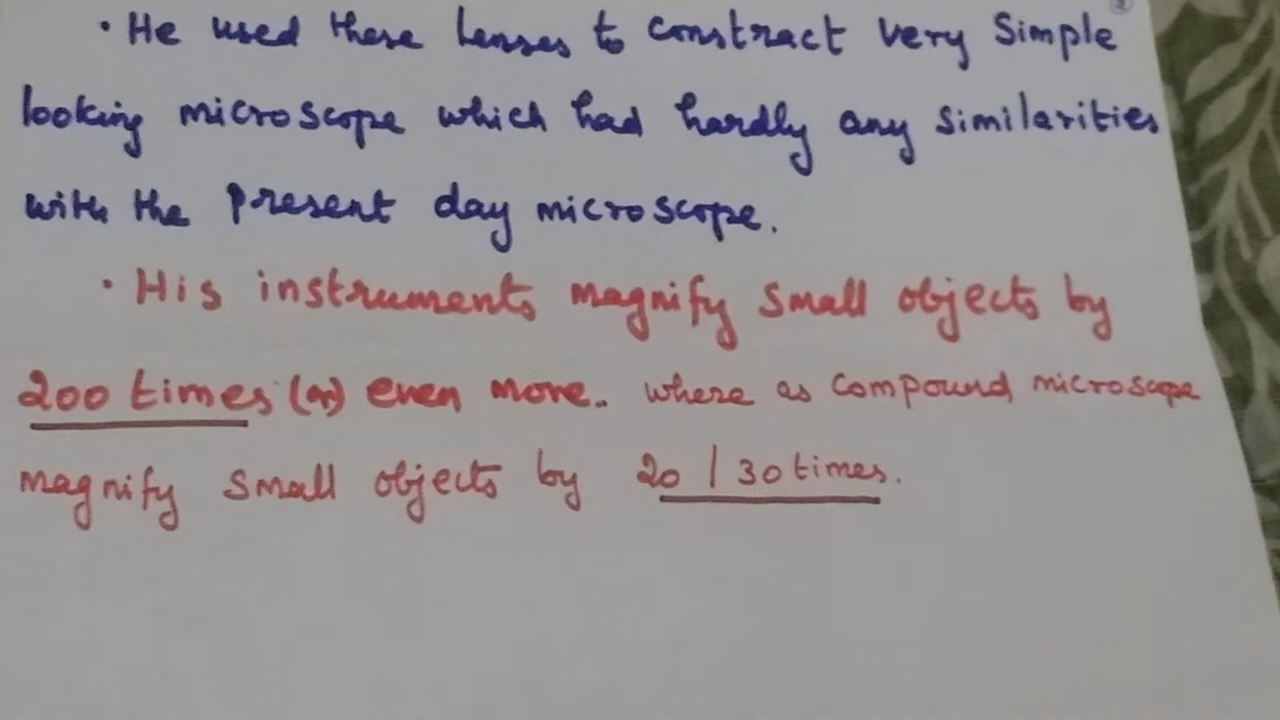 • He used these lenses to constract very simple
looking microscope which had hardly any similarities
with the present day microscope.
• His instruments magnify small objects by
200 times (or) even more. where as compound microscope
magnify small objects by 20 / 30 times.